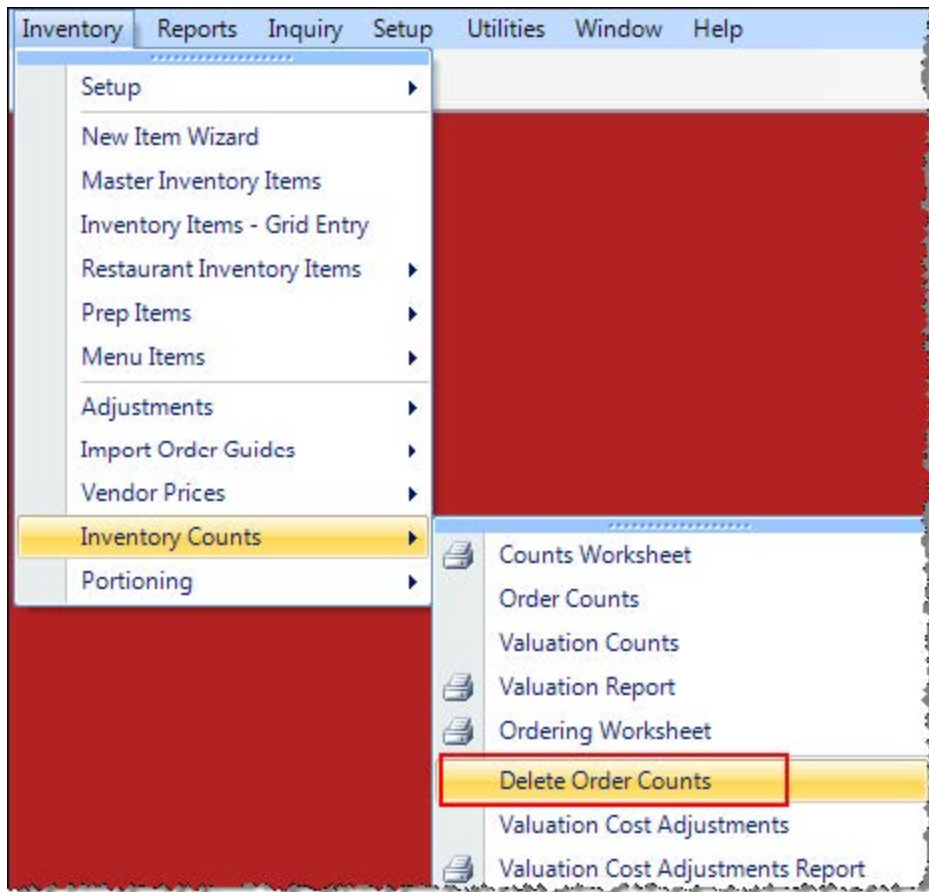 Inventory Reports Inquiry Setup Utilities Window Help
Setup
New Item Wizard
Master Inventory Items
Inventory Items - Grid Entry
Restaurant Inventory Items
Prep Items
Menu Items
Adjustments
Import Order Guides
Vendor Prices
Inventory Counts
Portioning
Counts Worksheet
Order Counts
Valuation Counts
Valuation Report
Ordering Worksheet
Delete Order Counts
Valuation Cost Adjustments
Valuation Cost Adjustments Report